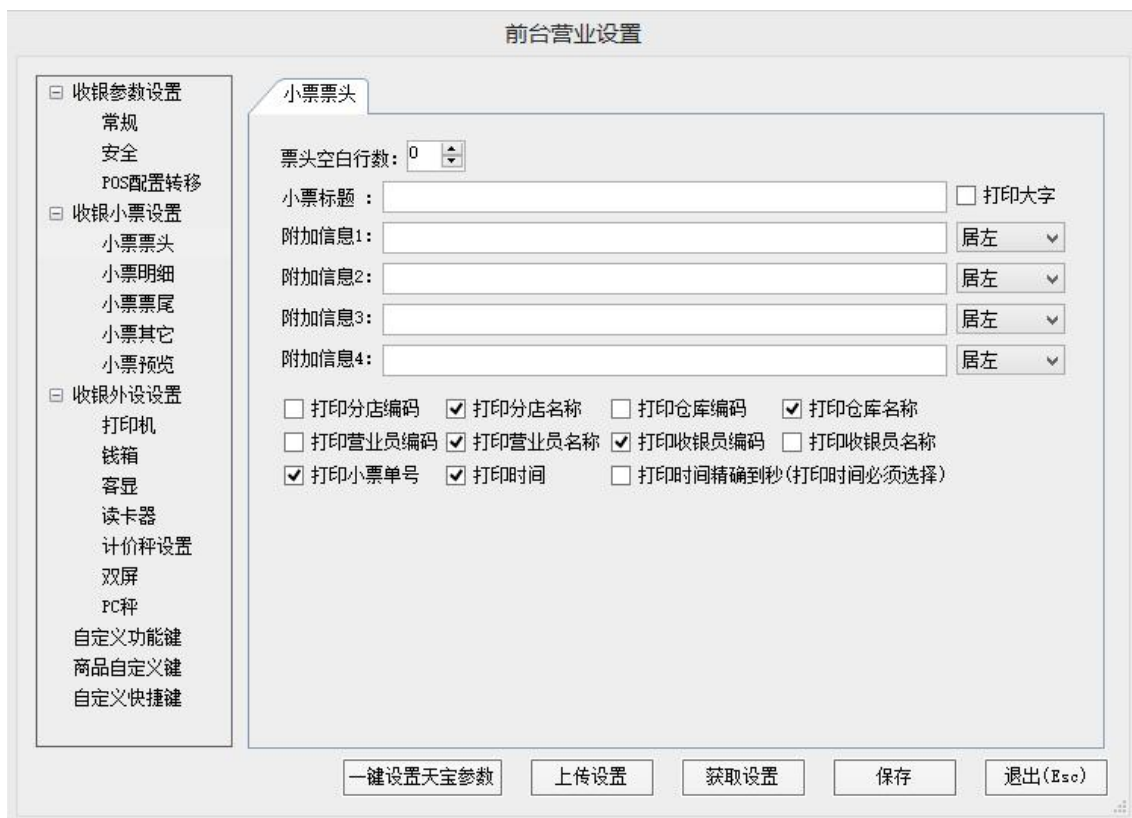 前台营业设置
收银参数设置
常规
安全
POS配置转移
收银小票设置
小票票头
小票明细
小票票尾
小票其它
小票预览
收银外设设置
打印机
钱箱
客显
读卡器
计价秤设置
双屏
PC秤
自定义功能键
商品自定义键
自定义快捷键
小票票头
票头空白行数: 0
小票标题 : 打印大字
附加信息1: 居左
附加信息2: 居左
附加信息3: 居左
附加信息4: 居左
打印分店编码 打印分店名称 打印仓库编码 打印仓库名称
打印营业员编码 打印营业员名称 打印收银员编码 打印收银员名称
打印小票单号 打印时间 打印时间精确到秒(打印时间必须选择)
一键设置天宝参数 上传设置 获取设置 保存 退出(Esc)